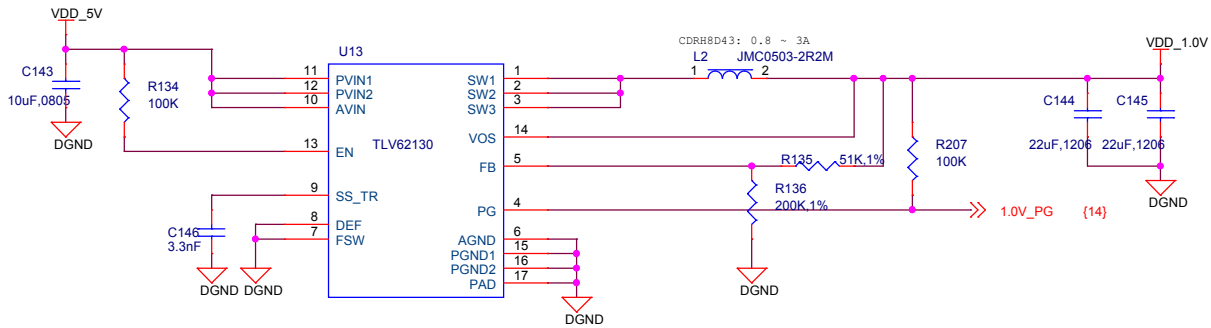 VDD_5V
U13
CDRH8D43: 0.8 ~ 3A
L2 JMC0503-2R2M
VDD_1.0V
C143
10uF,0805
R134
100K
DGND
11 PVIN1
12 PVIN2
10 AVIN
13 EN
9 SS_TR
8 DEF
7 FSW
TLV62130
SW1 1
SW2 2
SW3 3
VOS 14
FB 5
PG 4
AGND 6
PGND1 15
PGND2 16
PAD 17
1 2
R135 51K,1%
R136
200K,1%
R207
100K
C144
22uF,1206
C145
22uF,1206
DGND
1.0V_PG {14}
C146
3.3nF
DGND
DGND
DGND
DGND